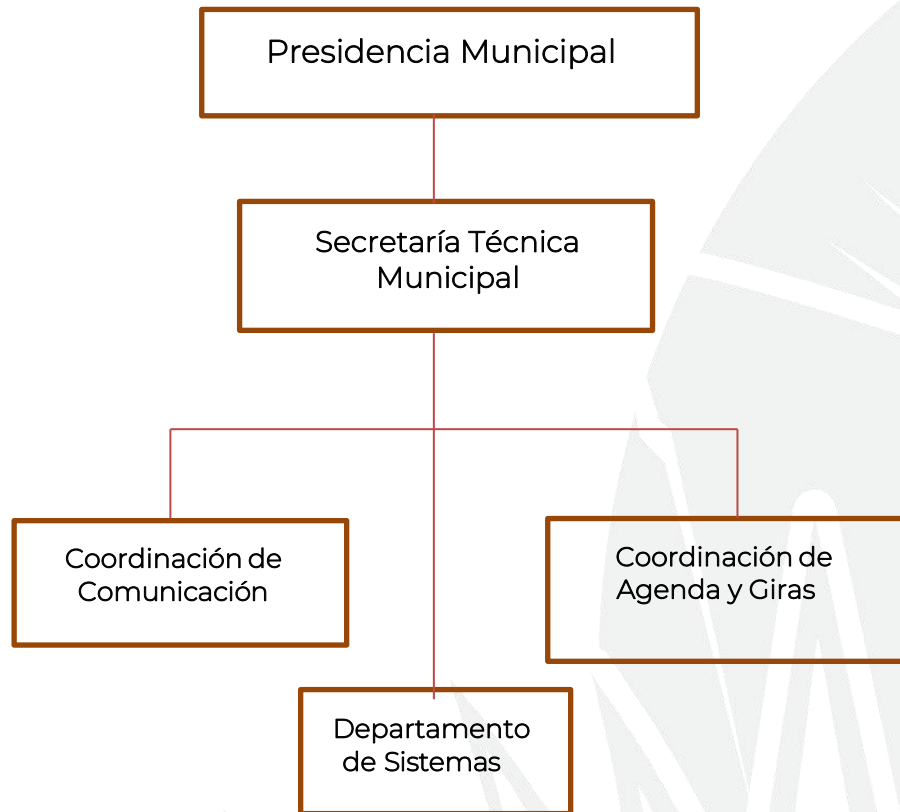 Presidencia Municipal
Secretaría Técnica
Municipal
Coordinación de
Comunicación
Coordinación de
Agenda y Giras
Departamento
de Sistemas